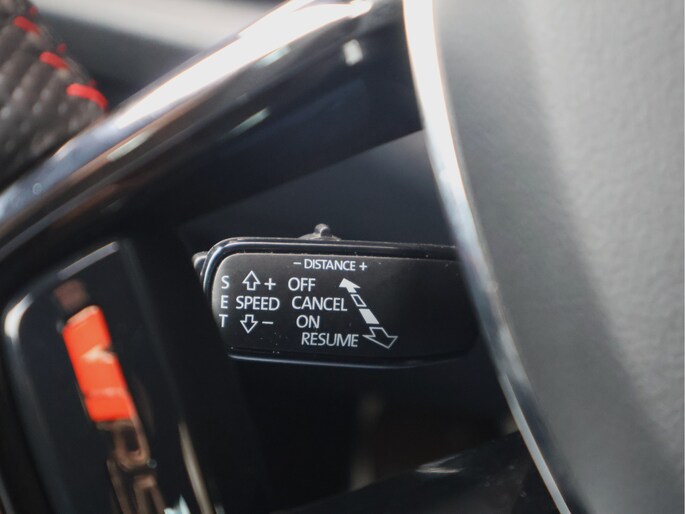 - DISTANCE +
S + OFF
E SPEED CANCEL
T - ON
RESUME